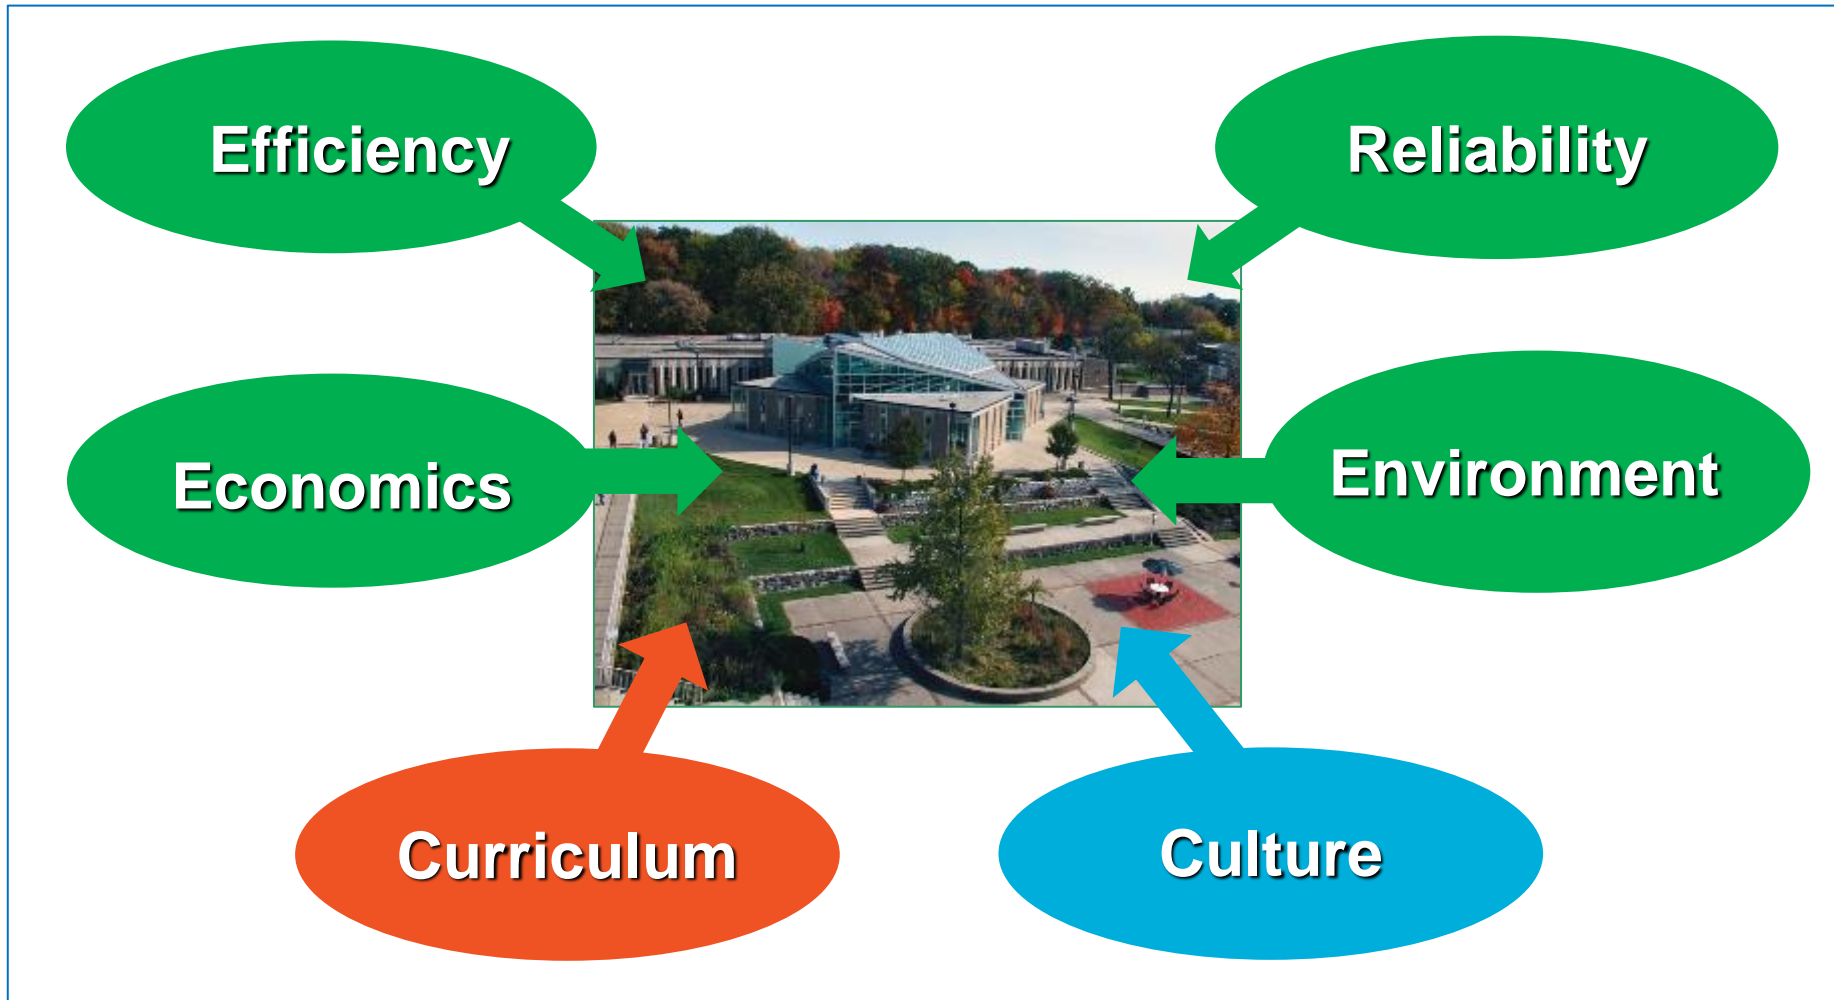 Efficiency
Reliability
Economics
Environment
Curriculum
Culture